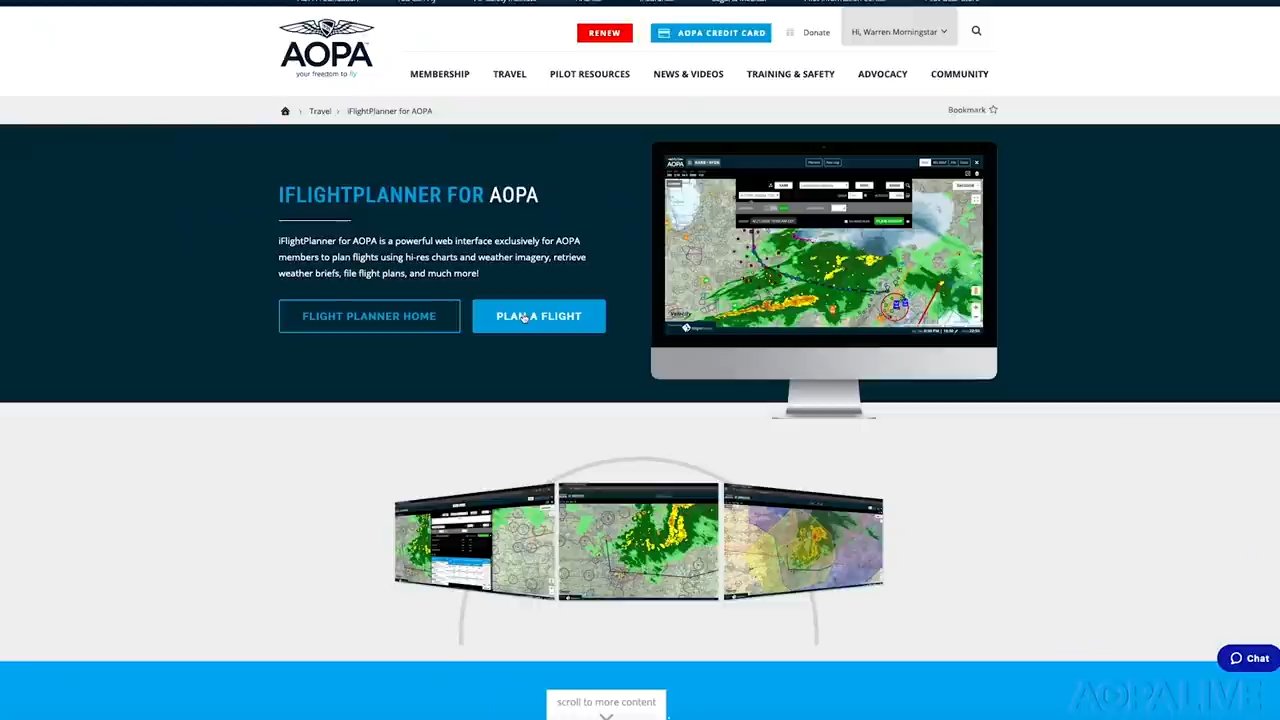 RENEW
AOPA CREDIT CARD
Donate
Hi, Warren Morningstar
AOPA
your freedom to fly
MEMBERSHIP
TRAVEL
PILOT RESOURCES
NEWS & VIDEOS
TRAINING & SAFETY
ADVOCACY
COMMUNITY
Travel
iFlightPlanner for AOPA
Bookmark
IFLIGHTPLANNER FOR AOPA
iFlightPlanner for AOPA is a powerful web interface exclusively for AOPA
members to plan flights using hi-res charts and weather imagery, retrieve
weather briefs, file flight plans, and much more!
FLIGHT PLANNER HOME
PLAN A FLIGHT
AOPA
Chat
scroll to more content
AOPALIVE